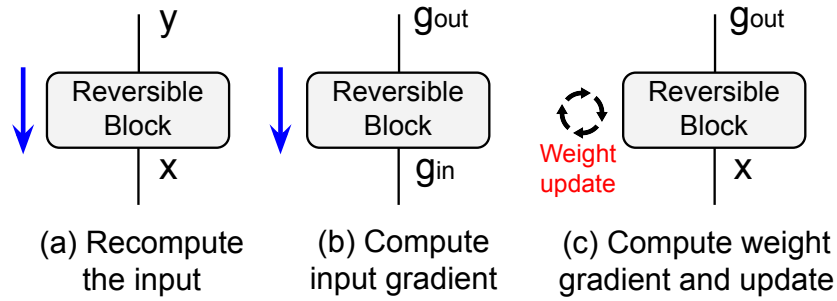 y
Reversible
Block
x
(a) Recompute
the input
gout
Reversible
Block
gin
(b) Compute
input gradient
gout
Reversible
Block
Weight
update
x
(c) Compute weight
gradient and update